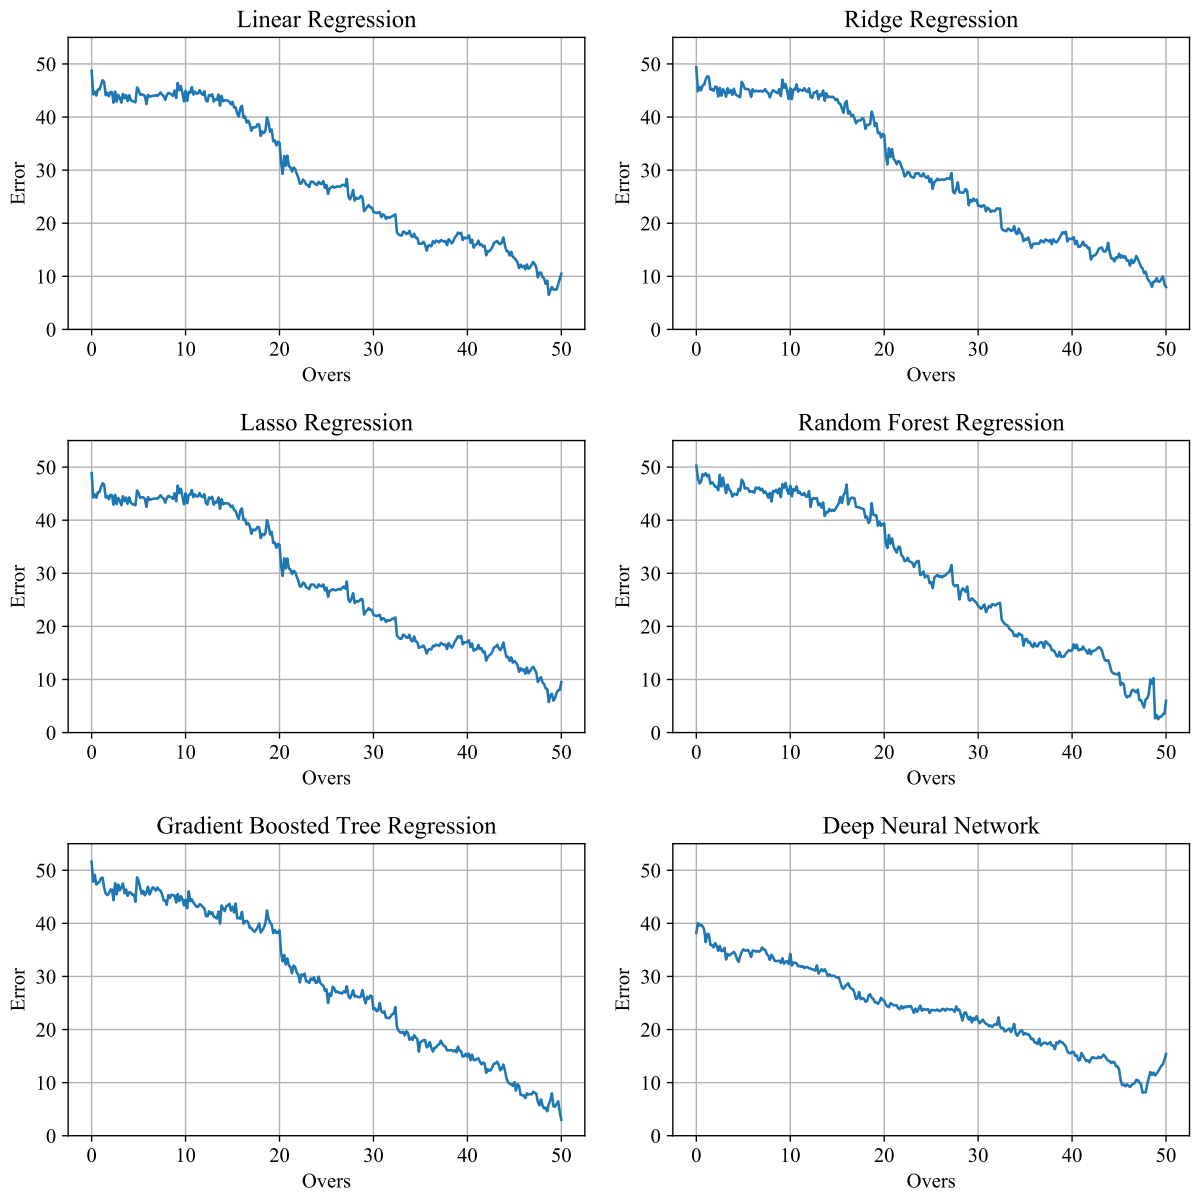 Linear Regression
50
40
30
20
10
0
Error
0 10 20 30 40 50
Overs
Ridge Regression
50
40
30
20
10
0
Error
0 10 20 30 40 50
Overs
Lasso Regression
50
40
30
20
10
0
Error
0 10 20 30 40 50
Overs
Random Forest Regression
50
40
30
20
10
0
Error
0 10 20 30 40 50
Overs
Gradient Boosted Tree Regression
50
40
30
20
10
0
Error
0 10 20 30 40 50
Overs
Deep Neural Network
50
40
30
20
10
0
Error
0 10 20 30 40 50
Overs